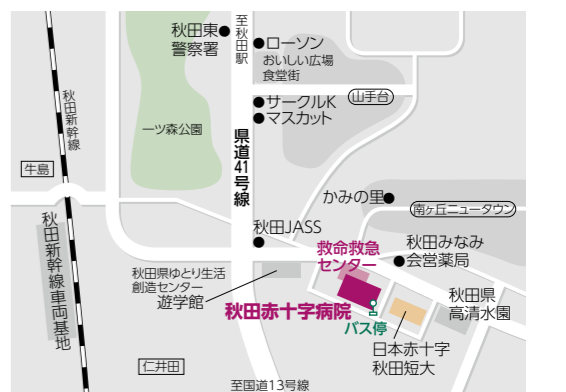 秋田東
警察署
至秋田駅
ローソン
おいしい広場
食堂街
サークルK
マスカット
山手台
秋田新幹線
一ツ森公園
県道41号線
牛島
かみの里
南ヶ丘ニュータウン
秋田JASS
救命救急
センター
秋田みなみ
会営薬局
秋田新幹線車両基地
秋田県ゆとり生活
創造センター
遊学館
秋田赤十字病院
バス停
秋田県
高清水園
日本赤十字
秋田短大
仁井田
至国道13号線